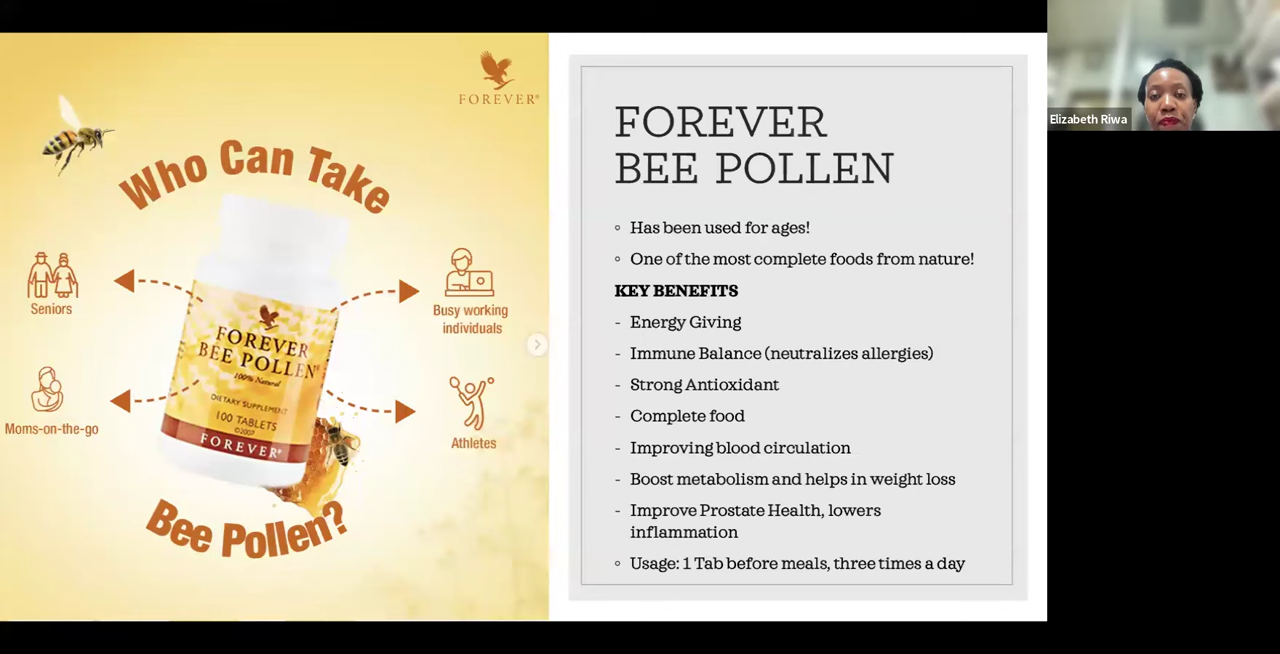 FOREVER®
Who Can Take
Seniors
Busy working
individuals
FOREVER
BEE POLLEN®
100% Natural
DIETARY SUPPLEMENT
100 TABLETS
©2007
FOREVER®
Moms-on-the-go
Athletes
Bee Pollen?
FOREVER
BEE POLLEN
◦ Has been used for ages!
◦ One of the most complete foods from nature!
KEY BENEFITS
- Energy Giving
- Immune Balance (neutralizes allergies)
- Strong Antioxidant
- Complete food
- Improving blood circulation
- Boost metabolism and helps in weight loss
- Improve Prostate Health, lowers
inflammation
◦ Usage: 1 Tab before meals, three times a day
Elizabeth Riwa